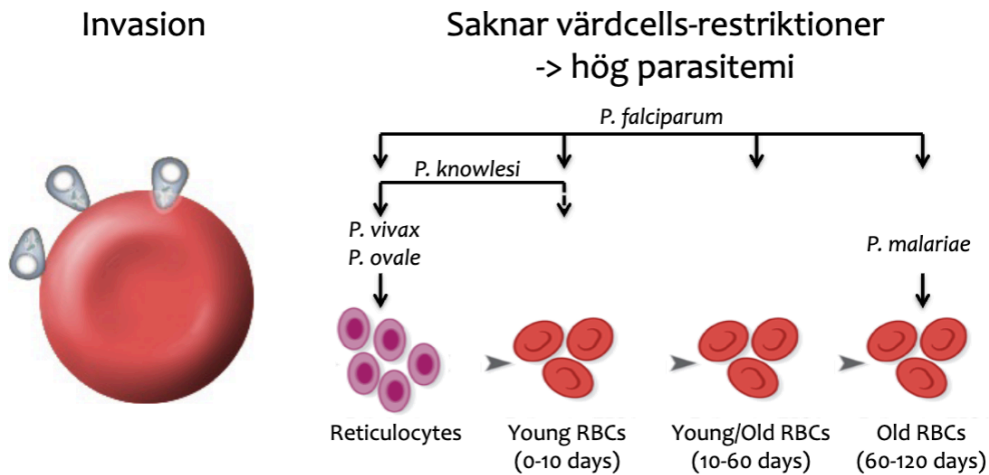 Invasion
Saknar värdcells-restriktioner
-> hög parasitemi
P. falciparum
P. knowlesi
P. vivax
P. ovale
P. malariae
Reticulocytes
Young RBCs
(0-10 days)
Young/Old RBCs
(10-60 days)
Old RBCs
(60-120 days)